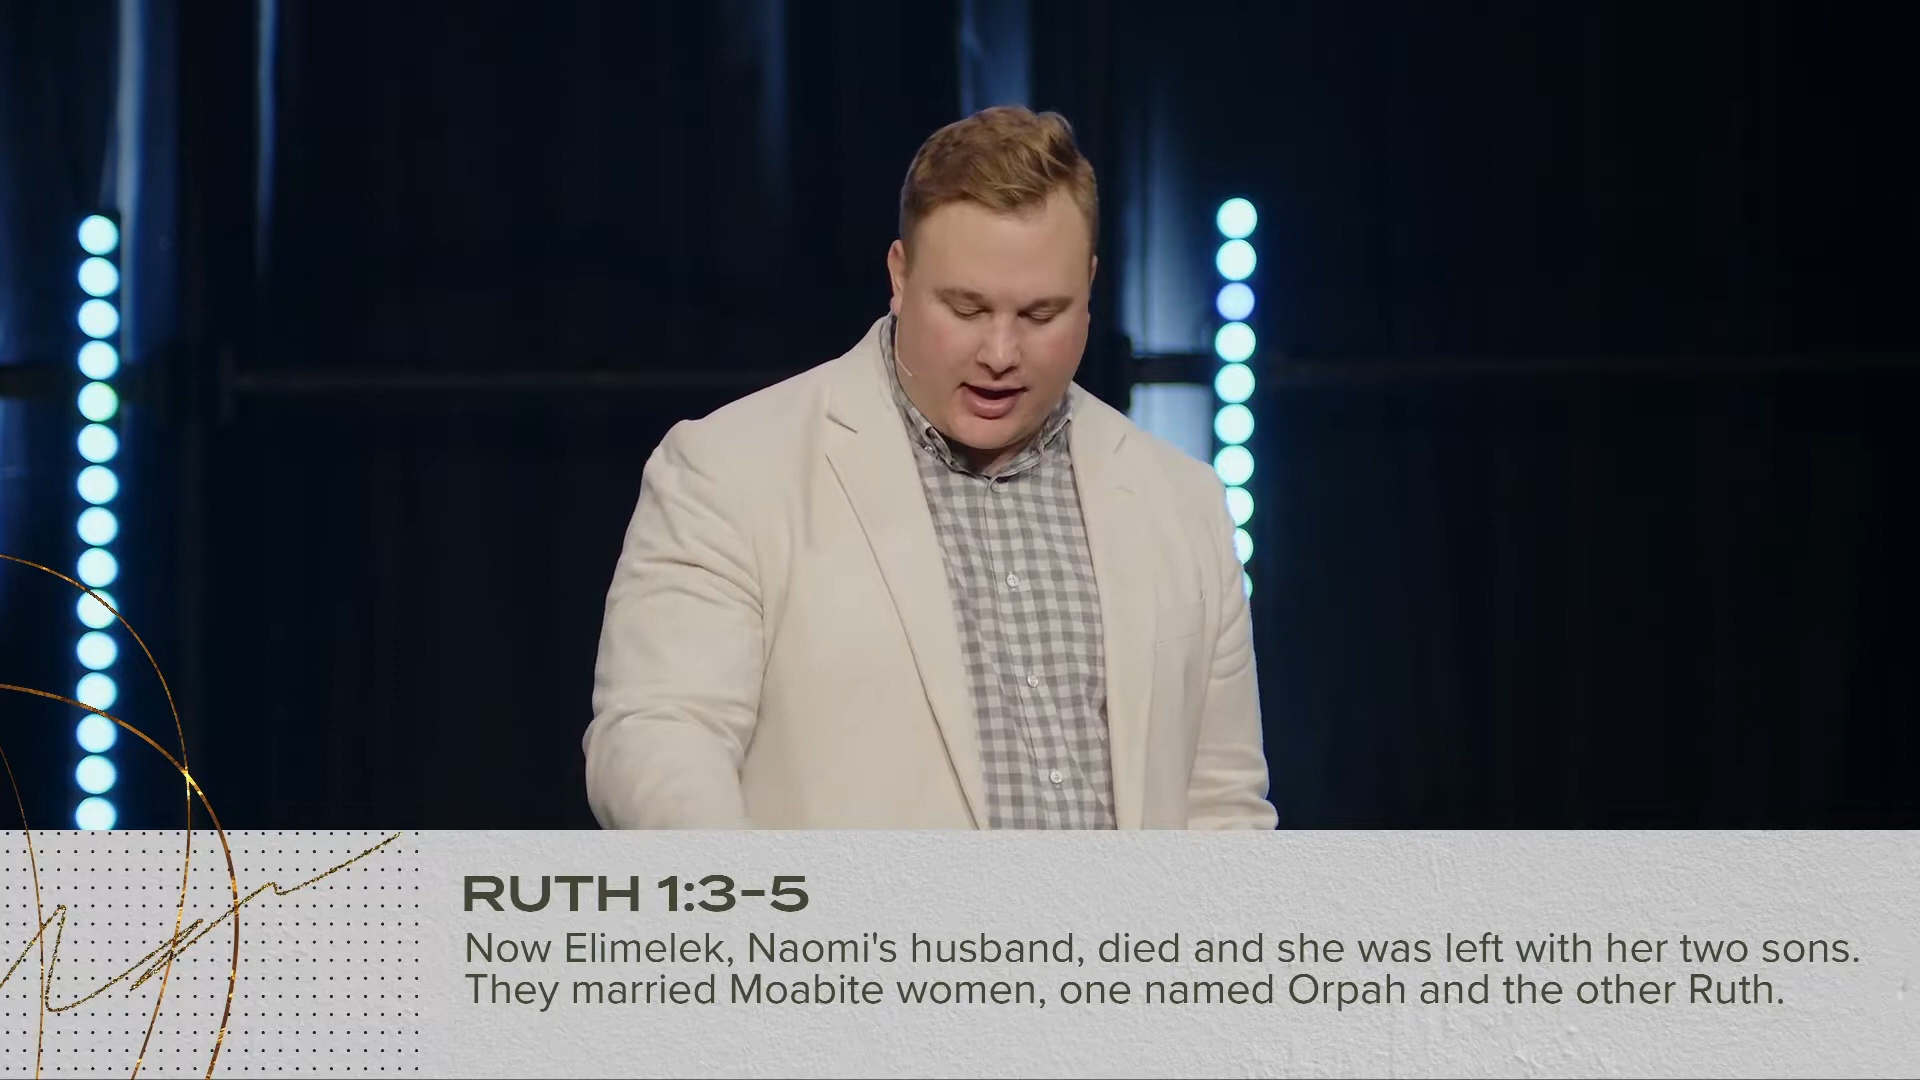 RUTH 1:3-5
Now Elimelek, Naomi's husband, died and she was left with her two sons.
They married Moabite women, one named Orpah and the other Ruth.